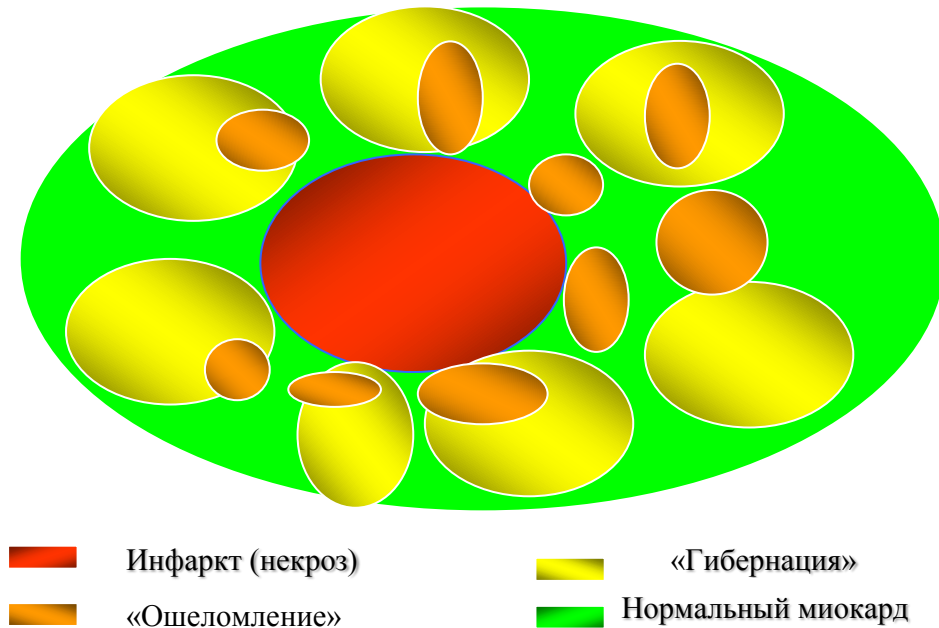 Инфаркт (некроз)
«Гибернация»
«Ошеломление»
Нормальный миокард